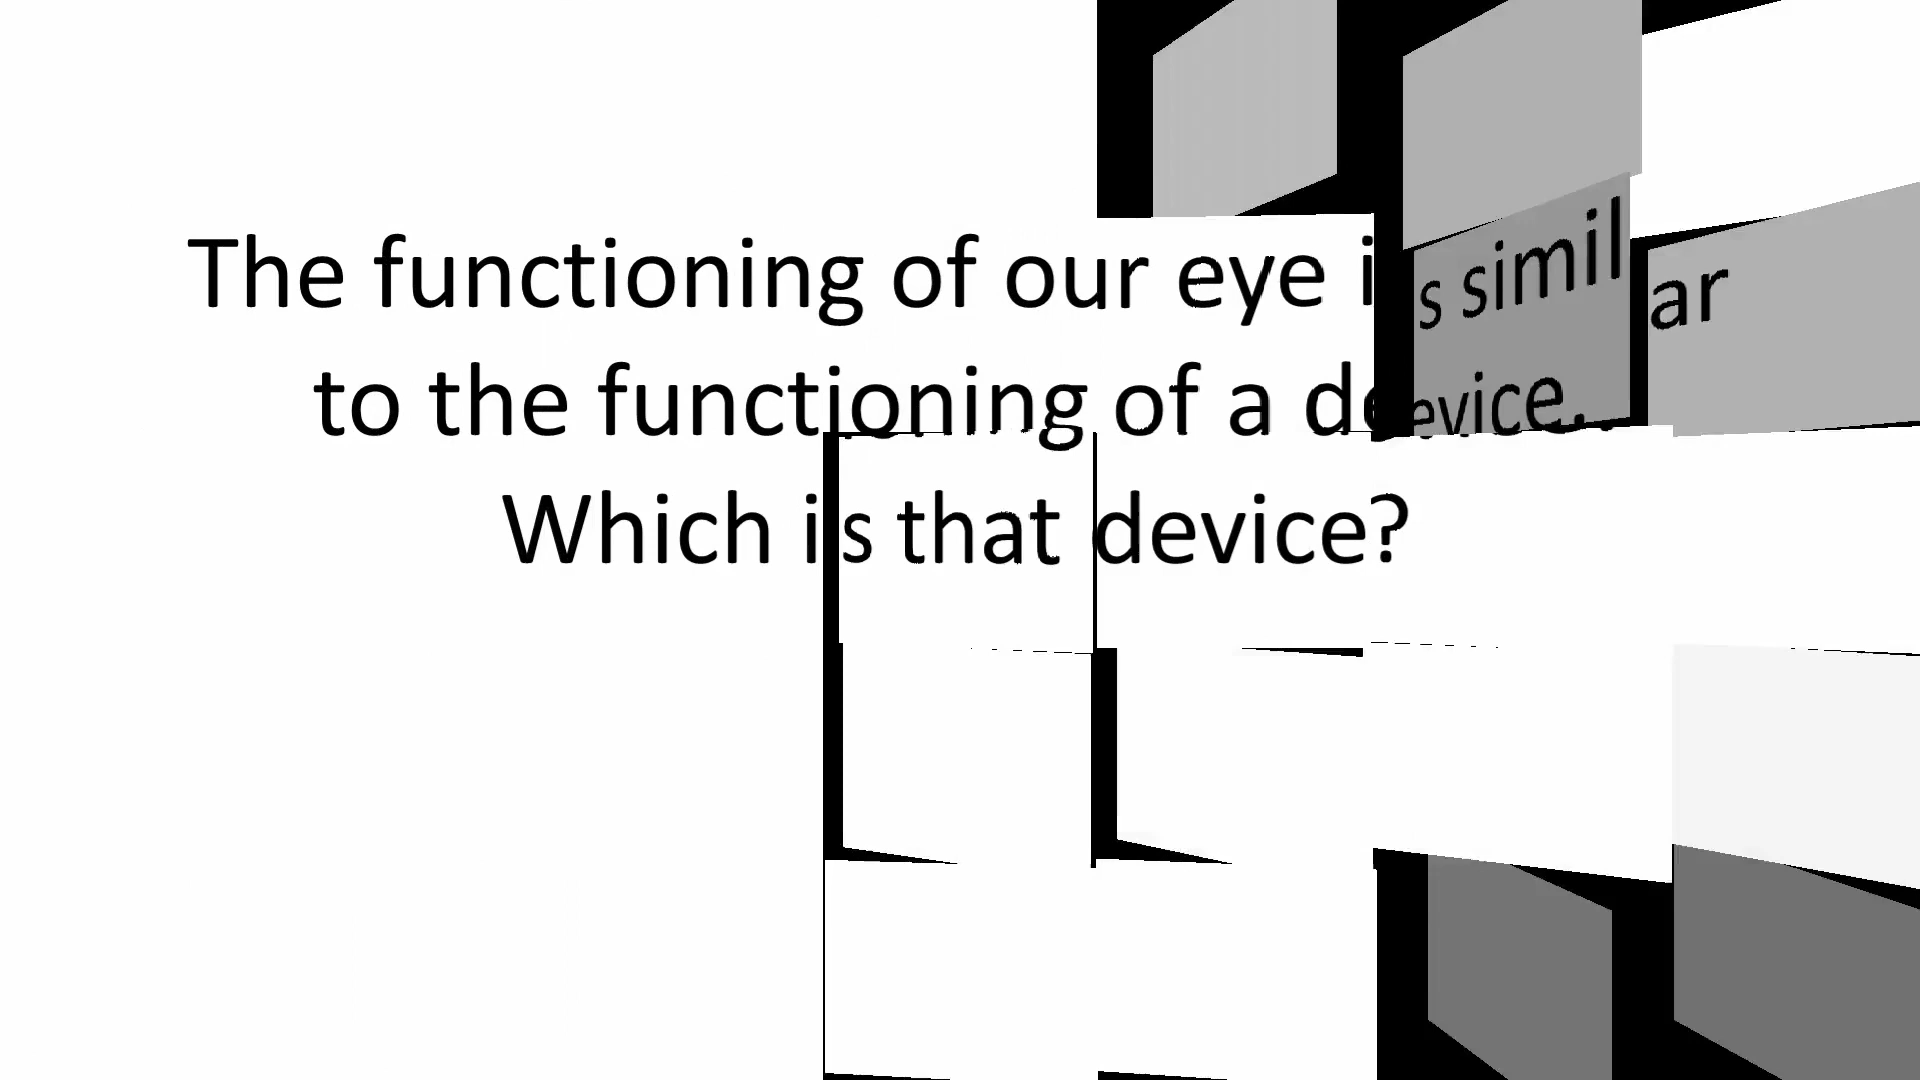 The functioning of our eye is similar
to the functioning of a device..
Which is that device?